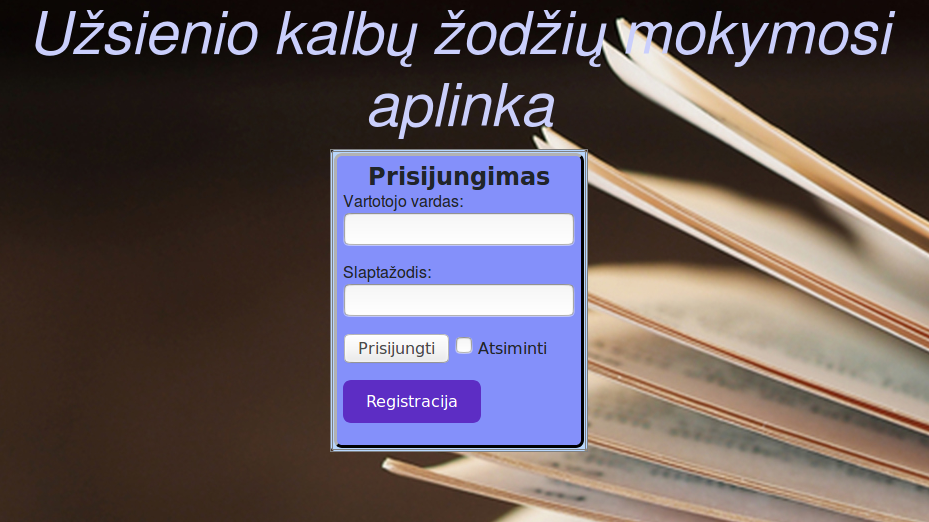 Užsienio kalbų žodžių mokymosi
aplinka
Prisijungimas
Vartotojo vardas:
Slaptažodis:
Prisijungti
Atsiminti
Registracija